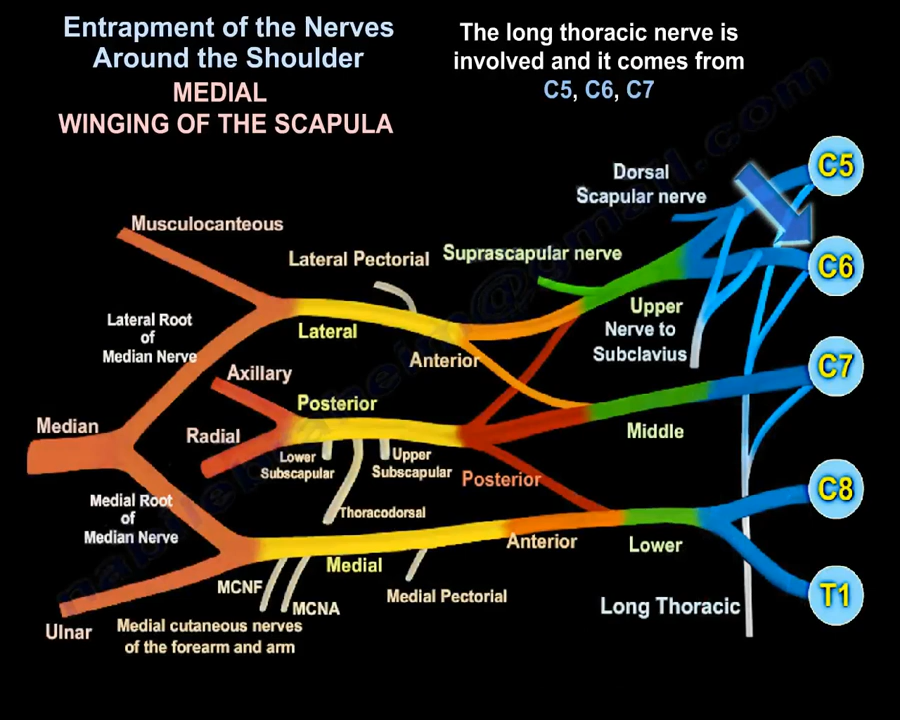 Entrapment of the Nerves
Around the Shoulder
MEDIAL
WINGING OF THE SCAPULA
The long thoracic nerve is
involved and it comes from
C5, C6, C7
Dorsal
Scapular nerve
C5
Musculocanteous
Lateral Pectorial
Suprascapular nerve
C6
Lateral Root
of
Median Nerve
Lateral
Anterior
Upper
Nerve to
Subclavius
C7
Axillary
Posterior
Median
Radial
Lower
Subscapular
Upper
Subscapular
Middle
Posterior
C8
Medial Root
of
Median Nerve
Thoracodorsal
Anterior
Lower
Medial
MCNF
MCNA
Medial Pectorial
Long Thoracic
T1
Ulnar
Medial cutaneous nerves
of the forearm and arm